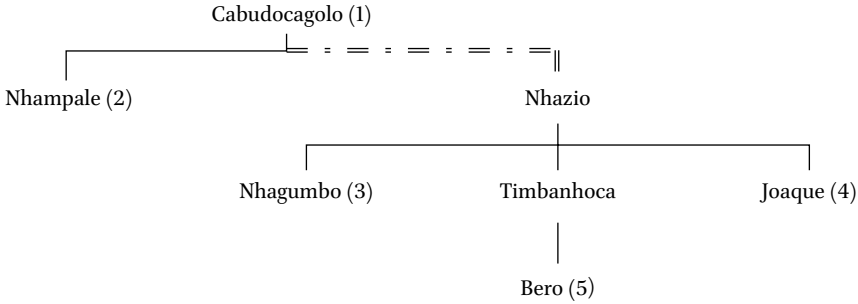 Cabudocagolo (1)
Nhampale (2)
Nhazio
Nhagumbo (3)
Timbanhoca
Joaque (4)
Bero (5)